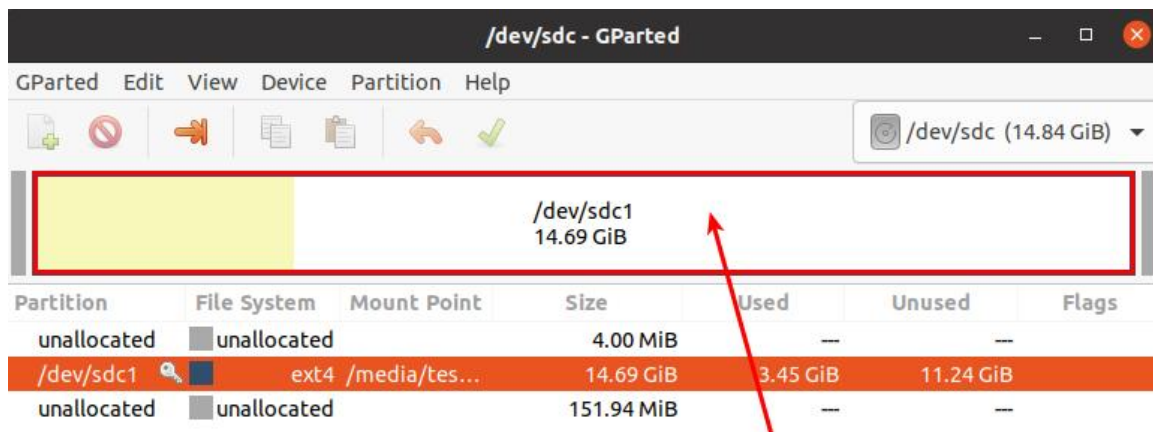 /dev/sdc - GParted
GParted Edit View Device Partition Help
/dev/sdc (14.84 GiB)
/dev/sdc1
14.69 GiB
Partition File System Mount Point Size Used Unused Flags
unallocated unallocated 4.00 MiB --- ---
/dev/sdc1 ext4 /media/tes... 14.69 GiB 3.45 GiB 11.24 GiB
unallocated unallocated 151.94 MiB --- ---